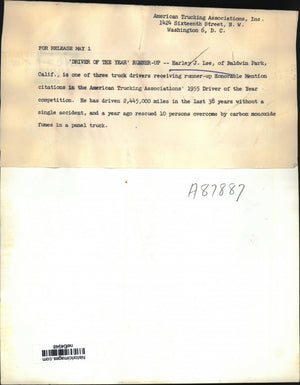 American Trucking Associations, Inc.
1424 Sixteenth Street, N. W.
Washington 6, D. C.
FOR RELEASE MAY 1
'DRIVER OF THE YEAR' RUNNER-UP -- Harley J. Lee, of Baldwin Park,
Calif., is one of three truck drivers receiving runner-up Honorable Mention
citations in the American Trucking Associations' 1955 Driver of the Year
competition. He has driven 2,445,000 miles in the last 38 years without a
single accident, and a year ago rescued 10 persons overcome by carbon monoxide
fumes in a panel truck.
A87887
Historicimages.com